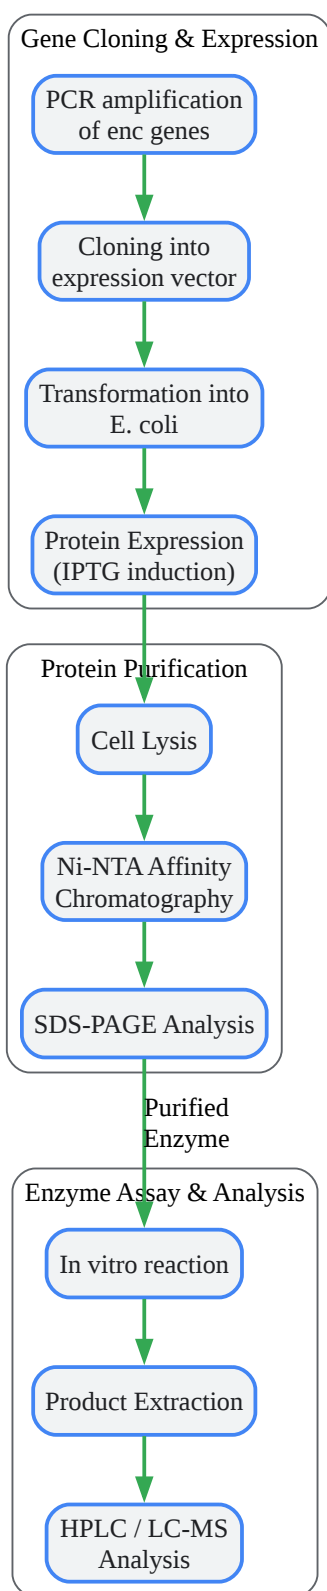 Gene Cloning & Expression
PCR amplification
of enc genes
Cloning into
expression vector
Transformation into
E. coli
Protein Expression
(IPTG induction)
Protein Purification
Cell Lysis
Ni-NTA Affinity
Chromatography
SDS-PAGE Analysis
Purified
Enzyme
Enzyme Assay & Analysis
In vitro reaction
Product Extraction
HPLC / LC-MS
Analysis